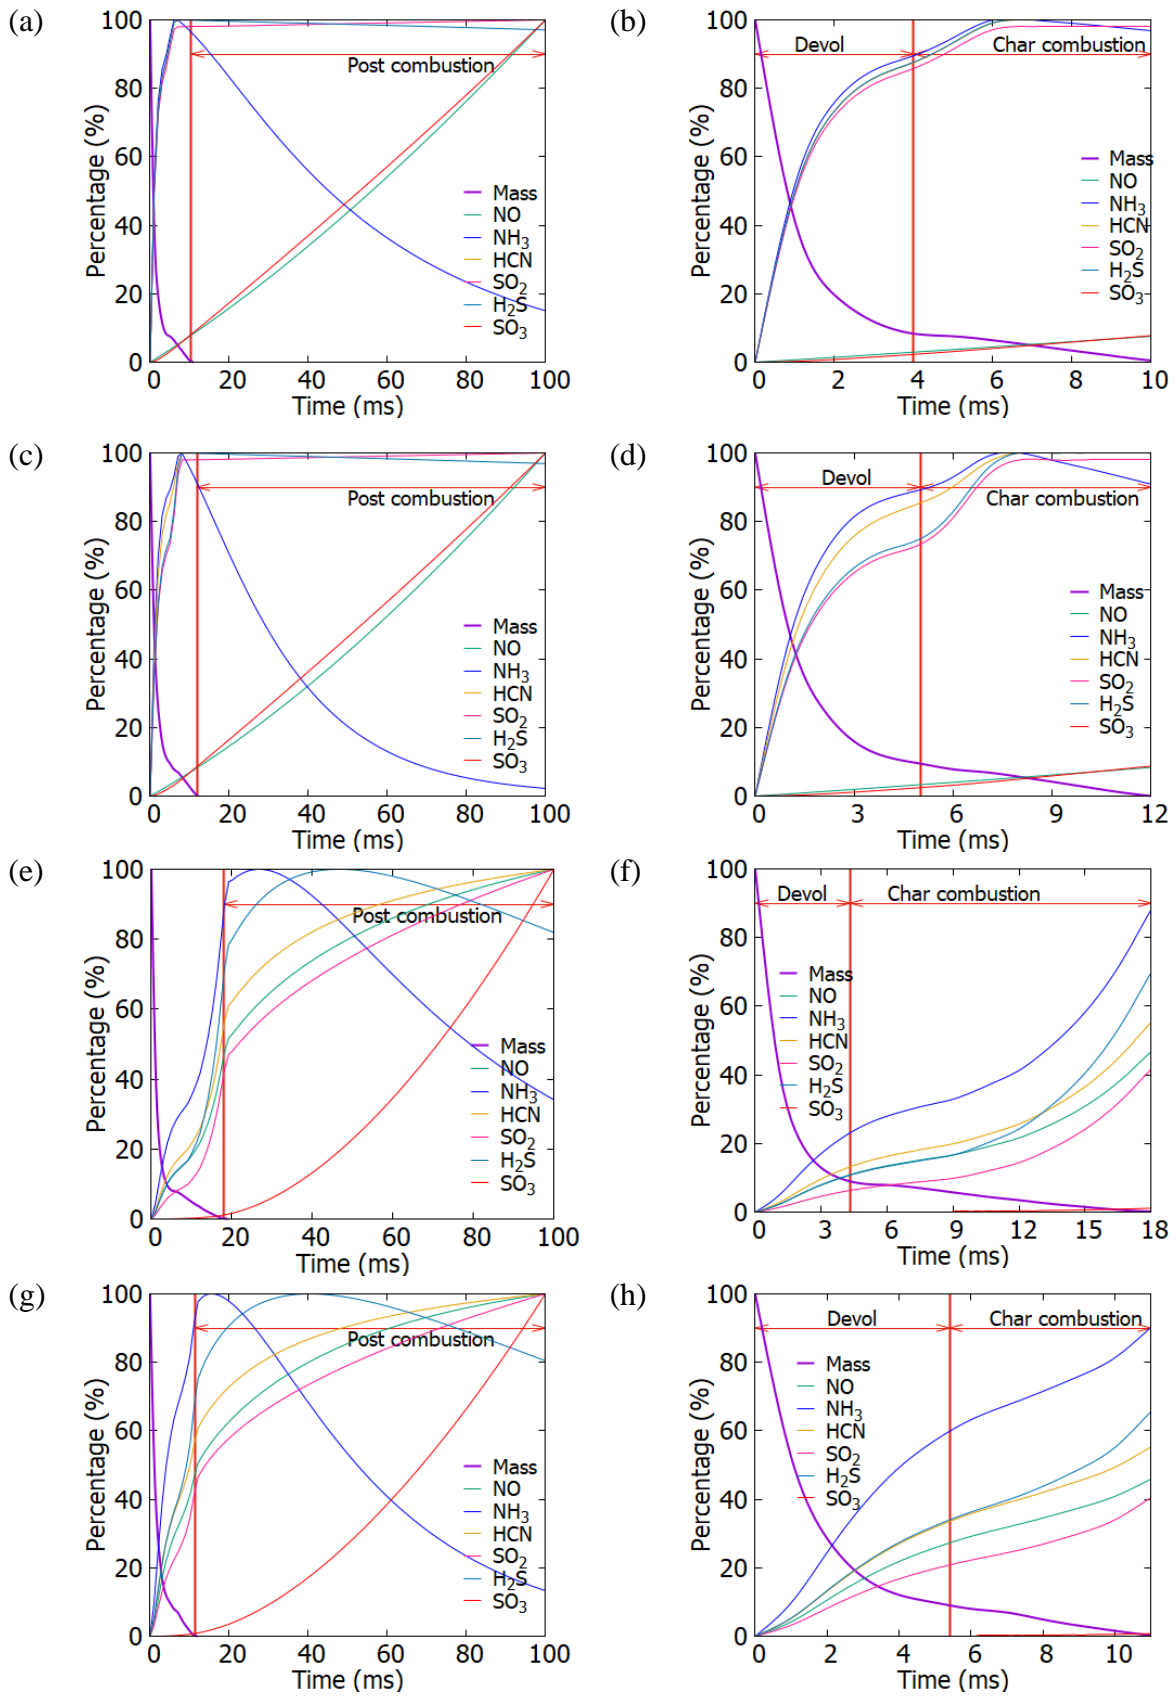 (a)
Percentage (%)
100
80
60
40
20
0
Post combustion
Mass
NO
NH3
HCN
SO2
H2S
SO3
0 20 40 60 80 100
Time (ms)
(b)
Percentage (%)
100
80
60
40
20
0
Devol
Char combustion
Mass
NO
NH3
HCN
SO2
H2S
SO3
0 2 4 6 8 10
Time (ms)
(c)
Percentage (%)
100
80
60
40
20
0
Post combustion
Mass
NO
NH3
HCN
SO2
H2S
SO3
0 20 40 60 80 100
Time (ms)
(d)
Percentage (%)
100
80
60
40
20
0
Devol
Char combustion
Mass
NO
NH3
HCN
SO2
H2S
SO3
0 3 6 9 12
Time (ms)
(e)
Percentage (%)
100
80
60
40
20
0
Post combustion
Mass
NO
NH3
HCN
SO2
H2S
SO3
0 20 40 60 80 100
Time (ms)
(f)
Percentage (%)
100
80
60
40
20
0
Devol
Char combustion
Mass
NO
NH3
HCN
SO2
H2S
SO3
0 3 6 9 12 15 18
Time (ms)
(g)
Percentage (%)
100
80
60
40
20
0
Post combustion
Mass
NO
NH3
HCN
SO2
H2S
SO3
0 20 40 60 80 100
Time (ms)
(h)
Percentage (%)
100
80
60
40
20
0
Devol
Char combustion
Mass
NO
NH3
HCN
SO2
H2S
SO3
0 2 4 6 8 10
Time (ms)